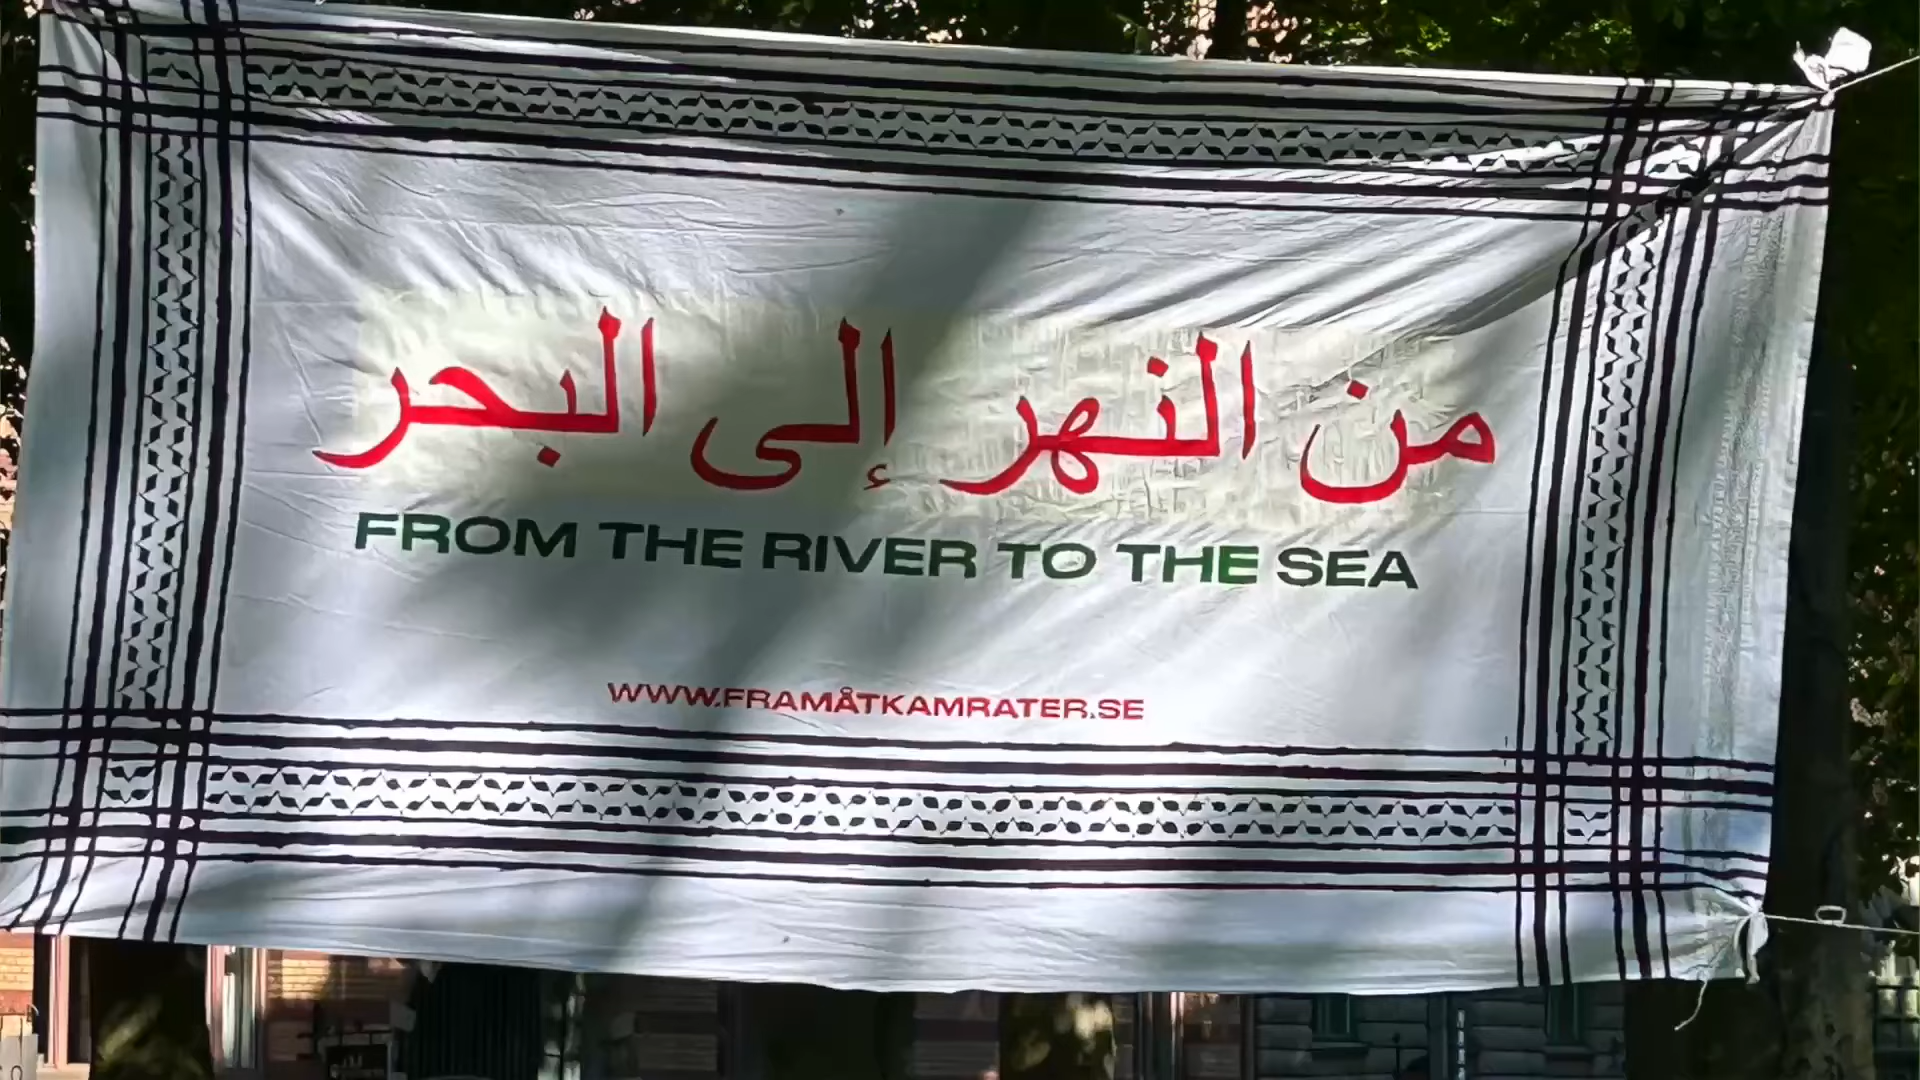 من النهر إلى البحر
FROM THE RIVER TO THE SEA
WWW.FRAMÅTKAMRATER.SE